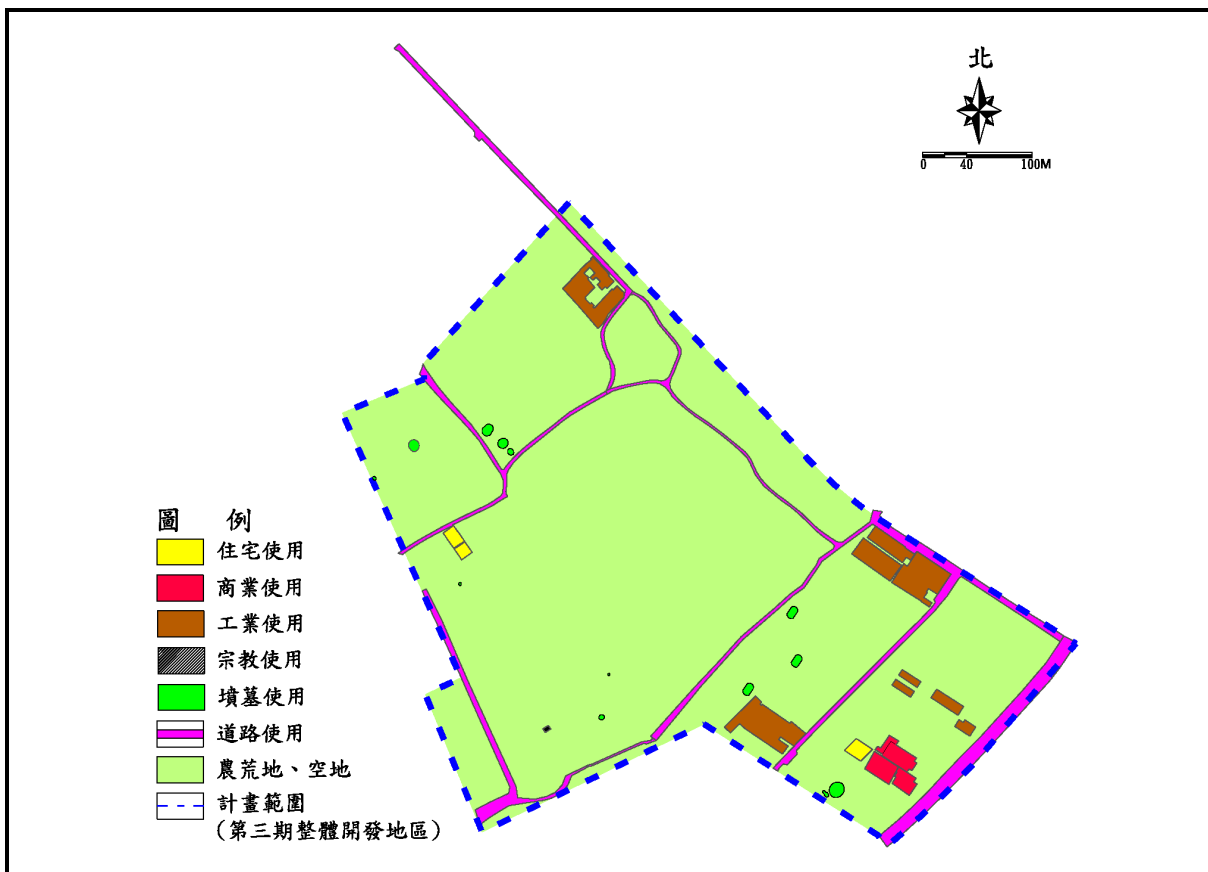 北
0 40 100M
圖 例
住宅使用
商業使用
工業使用
宗教使用
墳墓使用
道路使用
農荒地、空地
計畫範圍
(第三期整體開發地區)